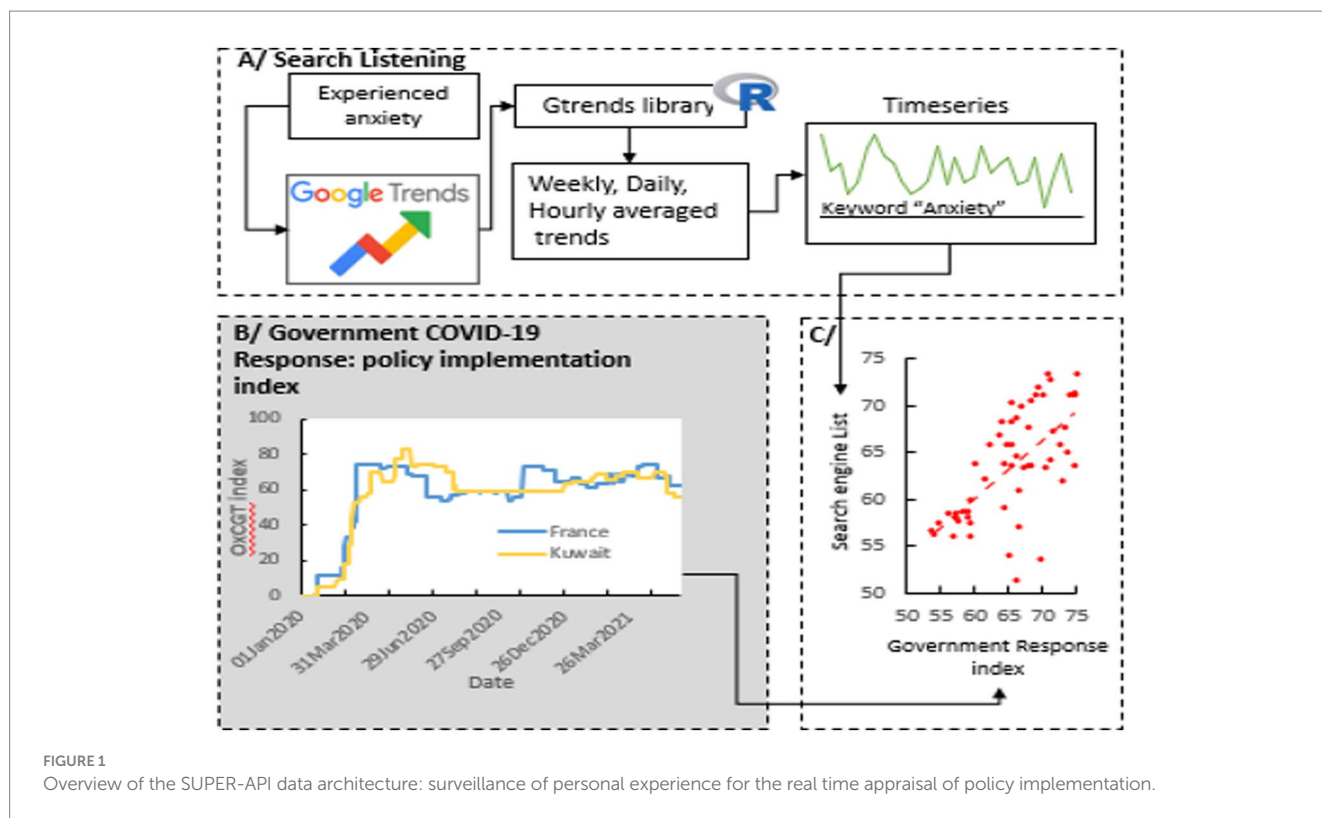 A/ Search Listening
Experienced
anxiety
Google Trends
Gtrends library
R
Weekly, Daily,
Hourly averaged
trends
Timeseries
Keyword "Anxiety"
B/ Government COVID-19
Response: policy implementation
index
100
80
60
40
20
0
OxCGT index
France
Kuwait
01Jan2020
31Mar2020
29Jun2020
27Sep2020
26Dec2020
26Mar2021
Date
C/
75
70
65
60
55
50
Search engine List
50 55 60 65 70 75
Government Response
index
FIGURE 1
Overview of the SUPER-API data architecture: surveillance of personal experience for the real time appraisal of policy implementation.